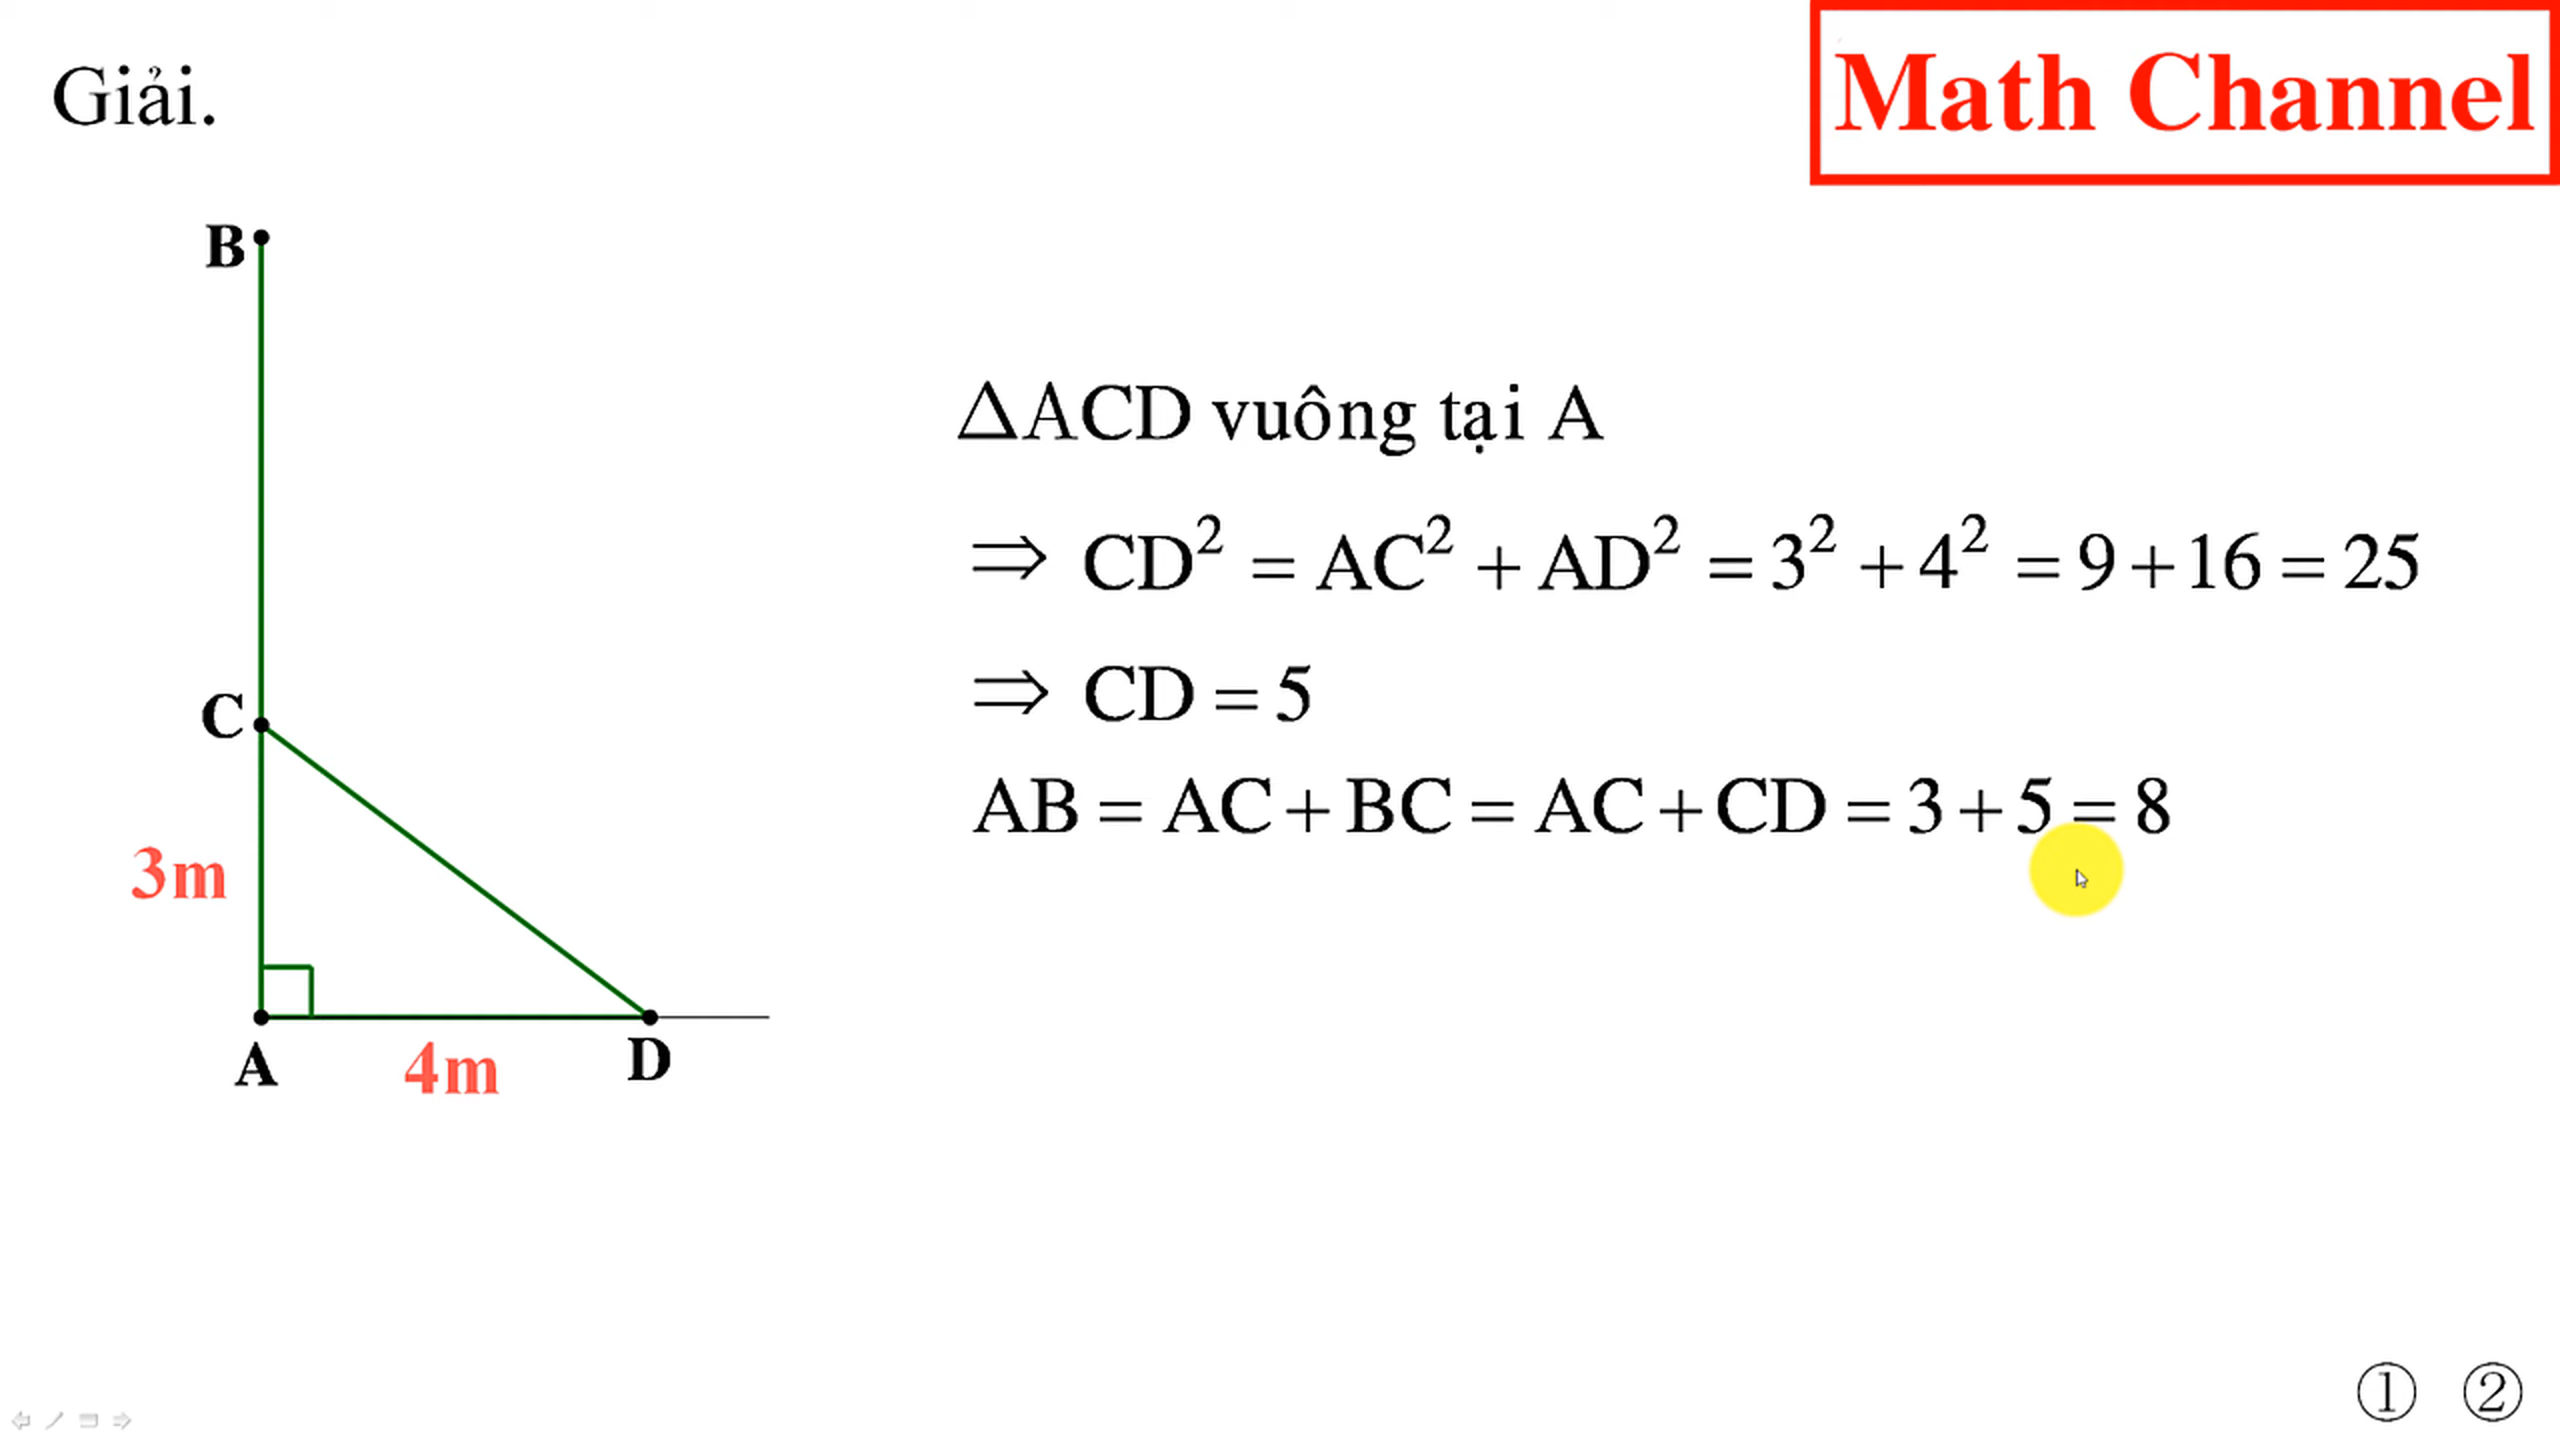 Giải.
Math Channel
B
ΔACD vuông tại A
⇒ CD² = AC² + AD² = 3² + 4² = 9 + 16 = 25
⇒ CD = 5
C
AB = AC + BC = AC + CD = 3 + 5 = 8
3m
A
4m
D
① ②